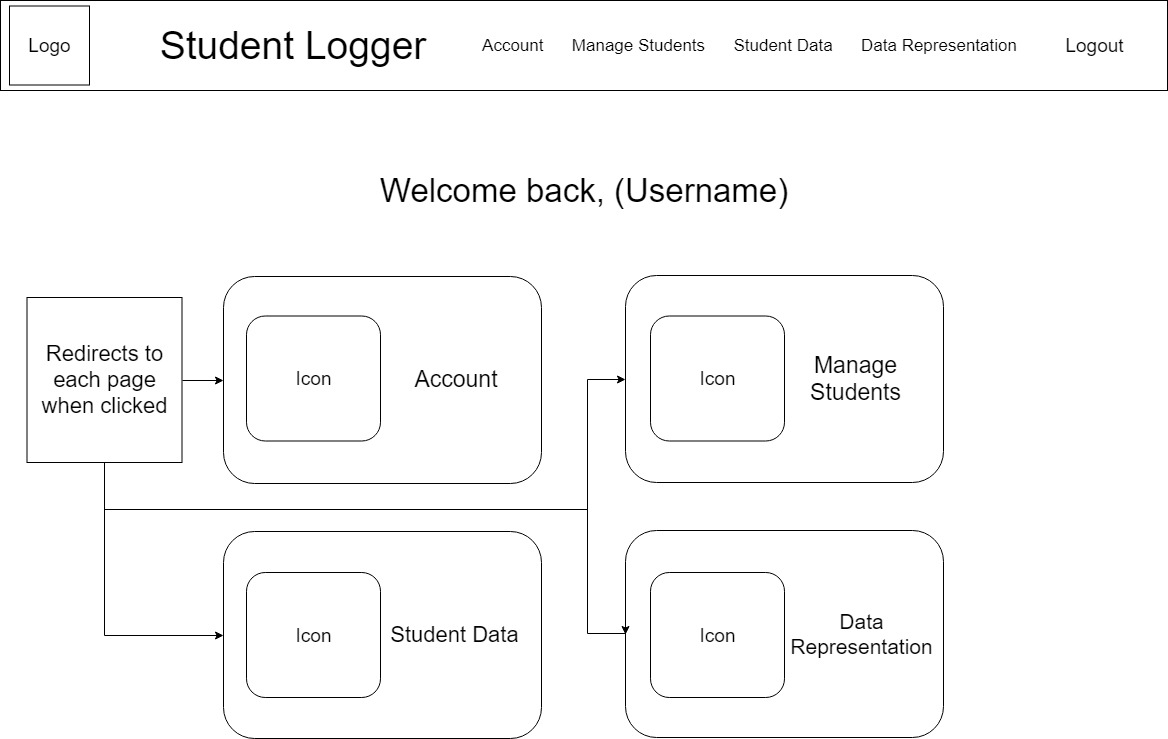 Logo
Student Logger
Account
Manage Students
Student Data
Data Representation
Logout
Welcome back, (Username)
Redirects to
each page
when clicked
Icon
Account
Icon
Manage
Students
Icon
Student Data
Icon
Data
Representation